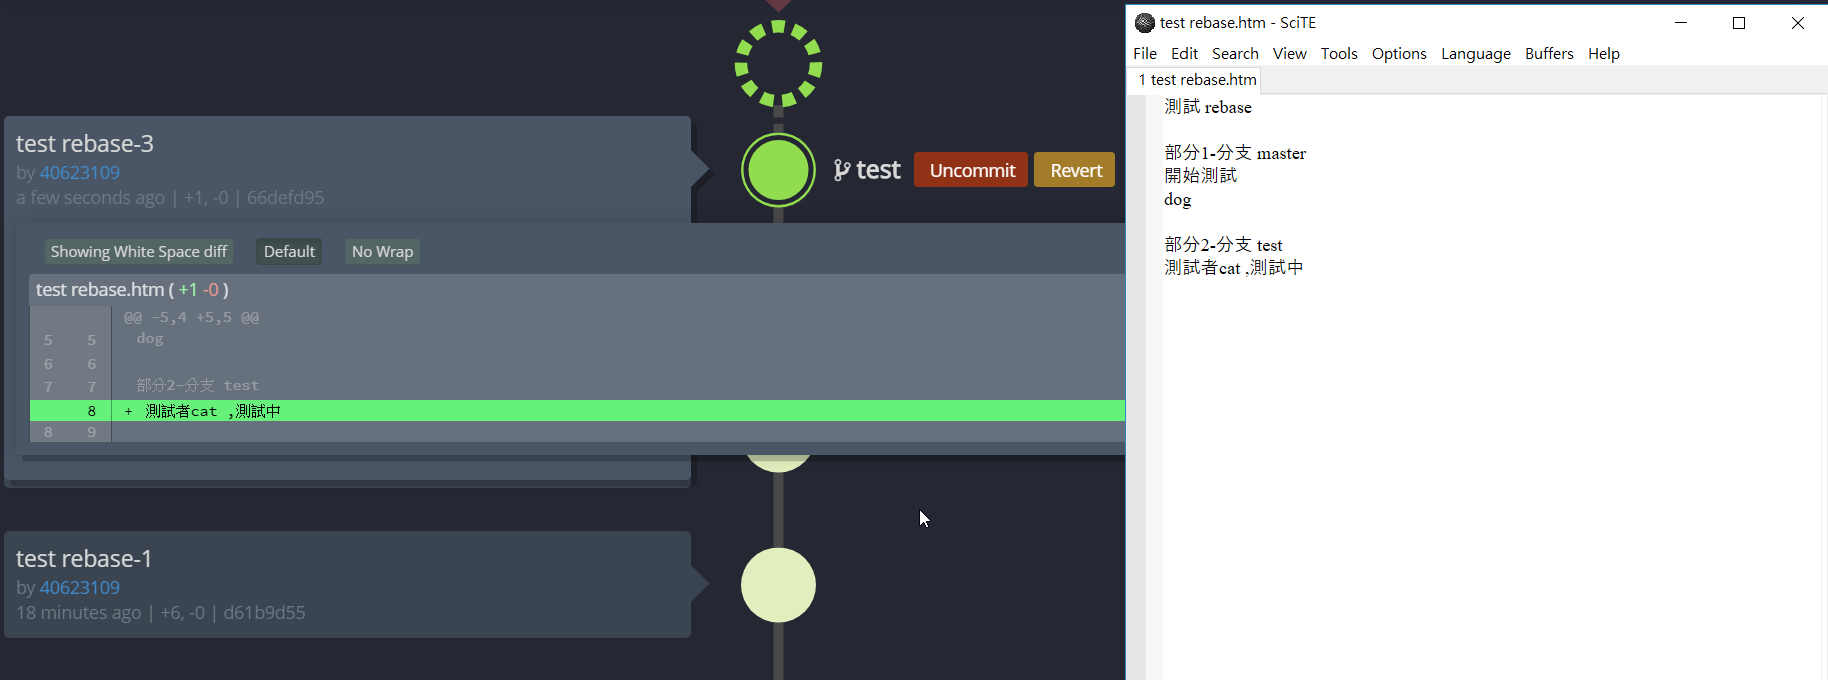 test rebase-3
by 40623109
a few seconds ago | +1, -0 | 66defd95
test
Uncommit
Revert
Showing White Space diff
Default
No Wrap
test rebase.htm ( +1 -0 )
@@ -5,4 +5,5 @@
5 5 dog
6 6
7 7 部分2-分支 test
8 + 測試者cat ,測試中
8 9
test rebase-1
by 40623109
18 minutes ago | +6, -0 | d61b9d55
test rebase.htm - SciTE
File Edit Search View Tools Options Language Buffers Help
1 test rebase.htm
測試 rebase
部分1-分支 master
開始測試
dog
部分2-分支 test
測試者cat ,測試中